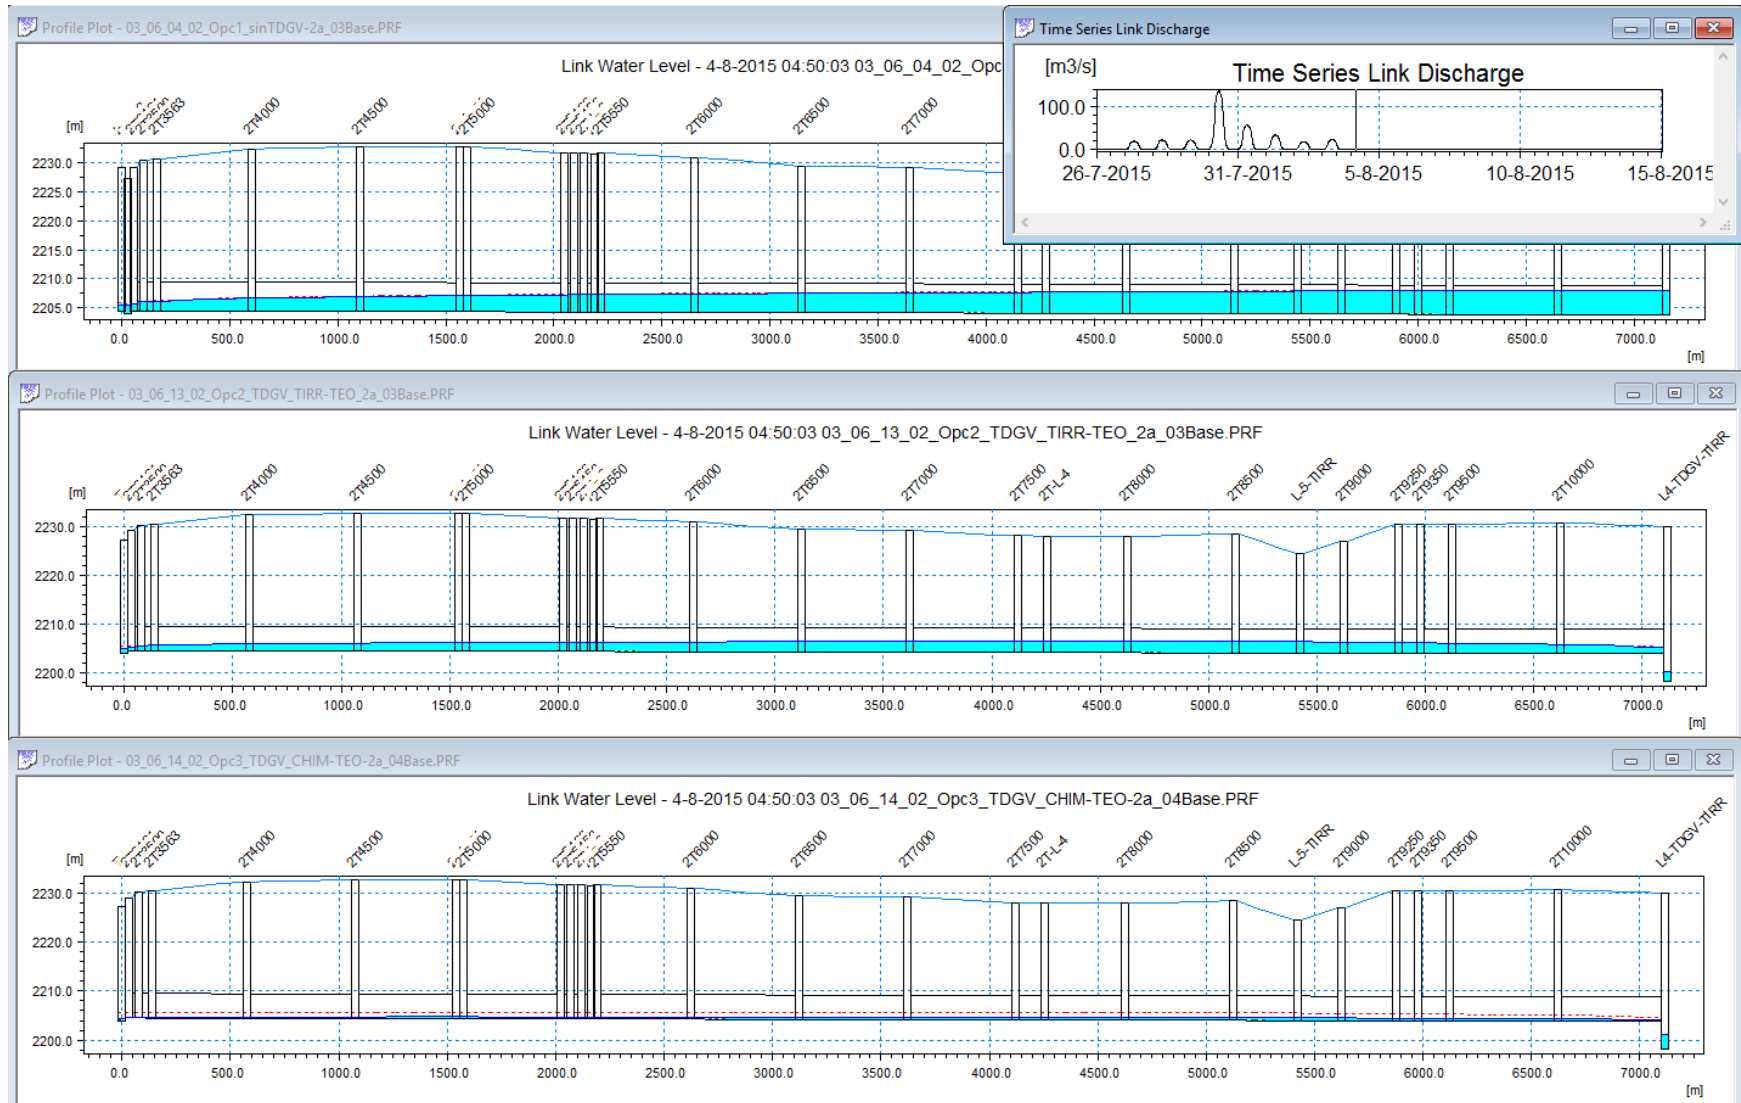 Profile Plot - 03_06_04_02_Opc1_sinTDGV-2a_03Base.PRF
Link Water Level - 4-8-2015 04:50:03 03_06_04_02_Opc
2T3563 2T4000 2T4500 2T5000 2T5550 2T6000 2T6500 2T7000
[m]
2230.0
2225.0
2220.0
2215.0
2210.0
2205.0
0.0 500.0 1000.0 1500.0 2000.0 2500.0 3000.0 3500.0 4000.0 4500.0 5000.0 5500.0 6000.0 6500.0 7000.0
[m]
Time Series Link Discharge
[m3/s]
Time Series Link Discharge
100.0
0.0
26-7-2015 31-7-2015 5-8-2015 10-8-2015 15-8-2015
Profile Plot - 03_06_13_02_Opc2_TDGV_TIRR-TEO_2a_03Base.PRF
Link Water Level - 4-8-2015 04:50:03 03_06_13_02_Opc2_TDGV_TIRR-TEO_2a_03Base.PRF
2T3563 2T4000 2T4500 2T5000 2T5550 2T6000 2T6500 2T7000 2T7500 2T-L-4 2T8000 2T8500 L-5-TIRR 2T9000 2T9250 2T9350 2T9500 2T10000 L4-TDGV-TIRR
[m]
2230.0
2220.0
2210.0
2200.0
0.0 500.0 1000.0 1500.0 2000.0 2500.0 3000.0 3500.0 4000.0 4500.0 5000.0 5500.0 6000.0 6500.0 7000.0
[m]
Profile Plot - 03_06_14_02_Opc3_TDGV_CHIM-TEO-2a_04Base.PRF
Link Water Level - 4-8-2015 04:50:03 03_06_14_02_Opc3_TDGV_CHIM-TEO-2a_04Base.PRF
2T3563 2T4000 2T4500 2T5000 2T5550 2T6000 2T6500 2T7000 2T7500 2T-L-4 2T8000 2T8500 L-5-TIRR 2T9000 2T9250 2T9350 2T9500 2T10000 L4-TDGV-TIRR
[m]
2230.0
2220.0
2210.0
2200.0
0.0 500.0 1000.0 1500.0 2000.0 2500.0 3000.0 3500.0 4000.0 4500.0 5000.0 5500.0 6000.0 6500.0 7000.0
[m]